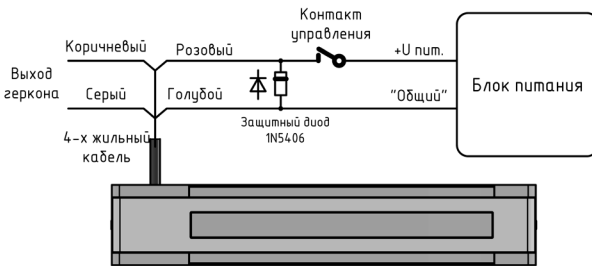 Контакт
управления
Коричневый
Розовый
+U пит.
Выход
геркона
Блок питания
Серый
Голубой
"Общий"
Защитный диод
1N5406
4-х жильный
кабель